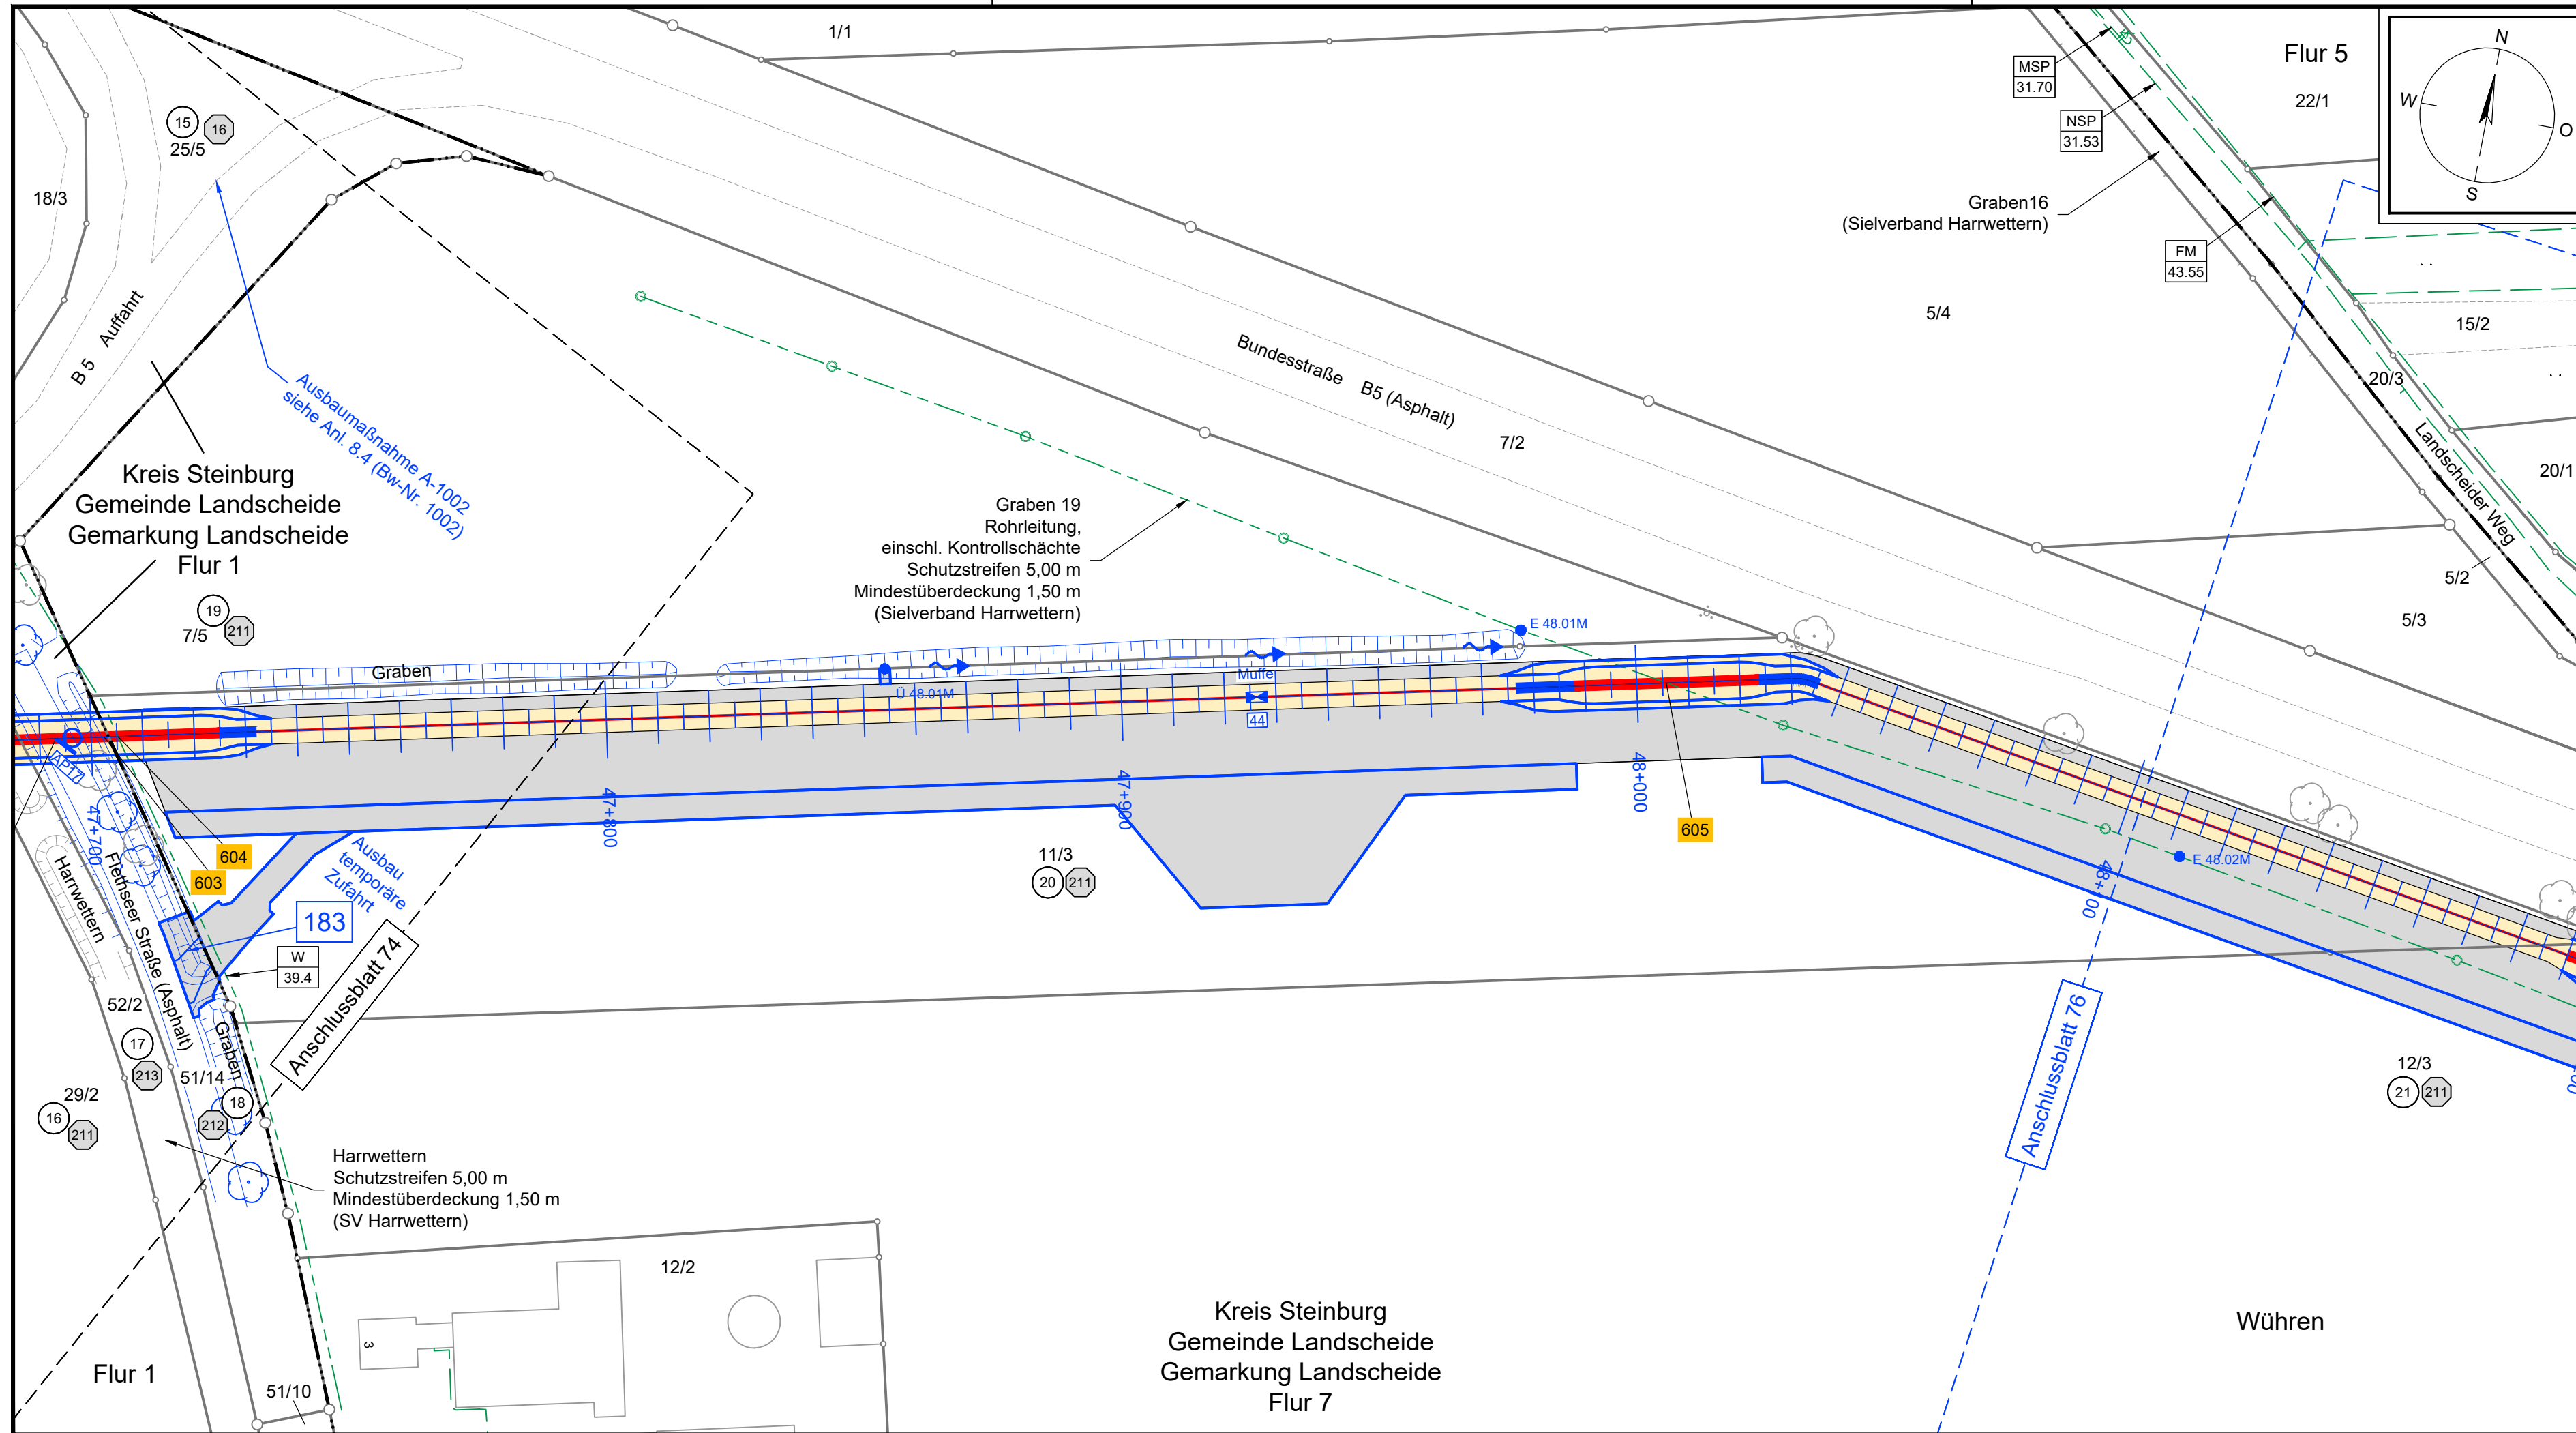 1/1
Flur 5
22/1
N
W
O
S
MSP
31.70
NSP
31.53
15
16
25/5
18/3
Graben16
(Sielverband Harrwettern)
FM
43.55
5/4
15/2
20/3
20/1
B 5 Auffahrt
Bundesstraße B5 (Asphalt)
7/2
Landscheider Weg
5/2
5/3
Ausbaumaßnahme A-1002
siehe Anl. 8.4 (Bw-Nr. 1002)
Kreis Steinburg
Gemeinde Landscheide
Gemarkung Landscheide
Flur 1
Graben 19
Rohrleitung,
einschl. Kontrollschächte
Schutzstreifen 5,00 m
Mindestüberdeckung 1,50 m
(Sielverband Harrwettern)
19
7/5
211
E 48.01M
Graben
Ü 48.01M
Muffe
44
AP17
47+700
47+800
47+900
48+000
605
604
603
11/3
20
211
E 48.02M
Ausbau
temporäre
Zufahrt
183
W
39.4
Harrwettern
Flethseer Straße (Asphalt)
Graben
Anschlussblatt 74
Anschlussblatt 76
52/2
17
213
51/14
18
212
29/2
16
211
12/3
21
211
Harrwettern
Schutzstreifen 5,00 m
Mindestüberdeckung 1,50 m
(SV Harrwettern)
12/2
3
Flur 1
51/10
Kreis Steinburg
Gemeinde Landscheide
Gemarkung Landscheide
Flur 7
Wühren